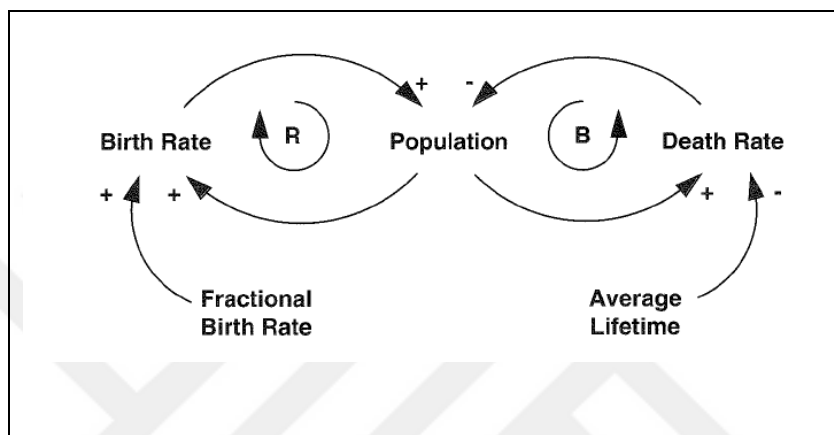 + -
Birth Rate R Population B Death Rate
+ + + -
Fractional
Birth Rate
Average
Lifetime